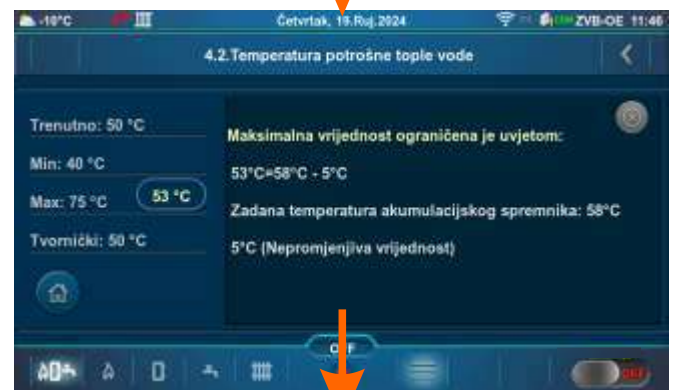 -10°C Četvrtak, 19.Ruj.2024 ZVB-OE 11:46
4.2.Temperatura potrošne tople vode
Trenutno: 50 °C
Min: 40 °C
Max: 75 °C 53 °C
Tvornički: 50 °C
Maksimalna vrijednost ograničena je uvjetom:
53°C=58°C - 5°C
Zadana temperatura akumulacijskog spremnika: 58°C
5°C (Nepromjenjiva vrijednost)
OFF